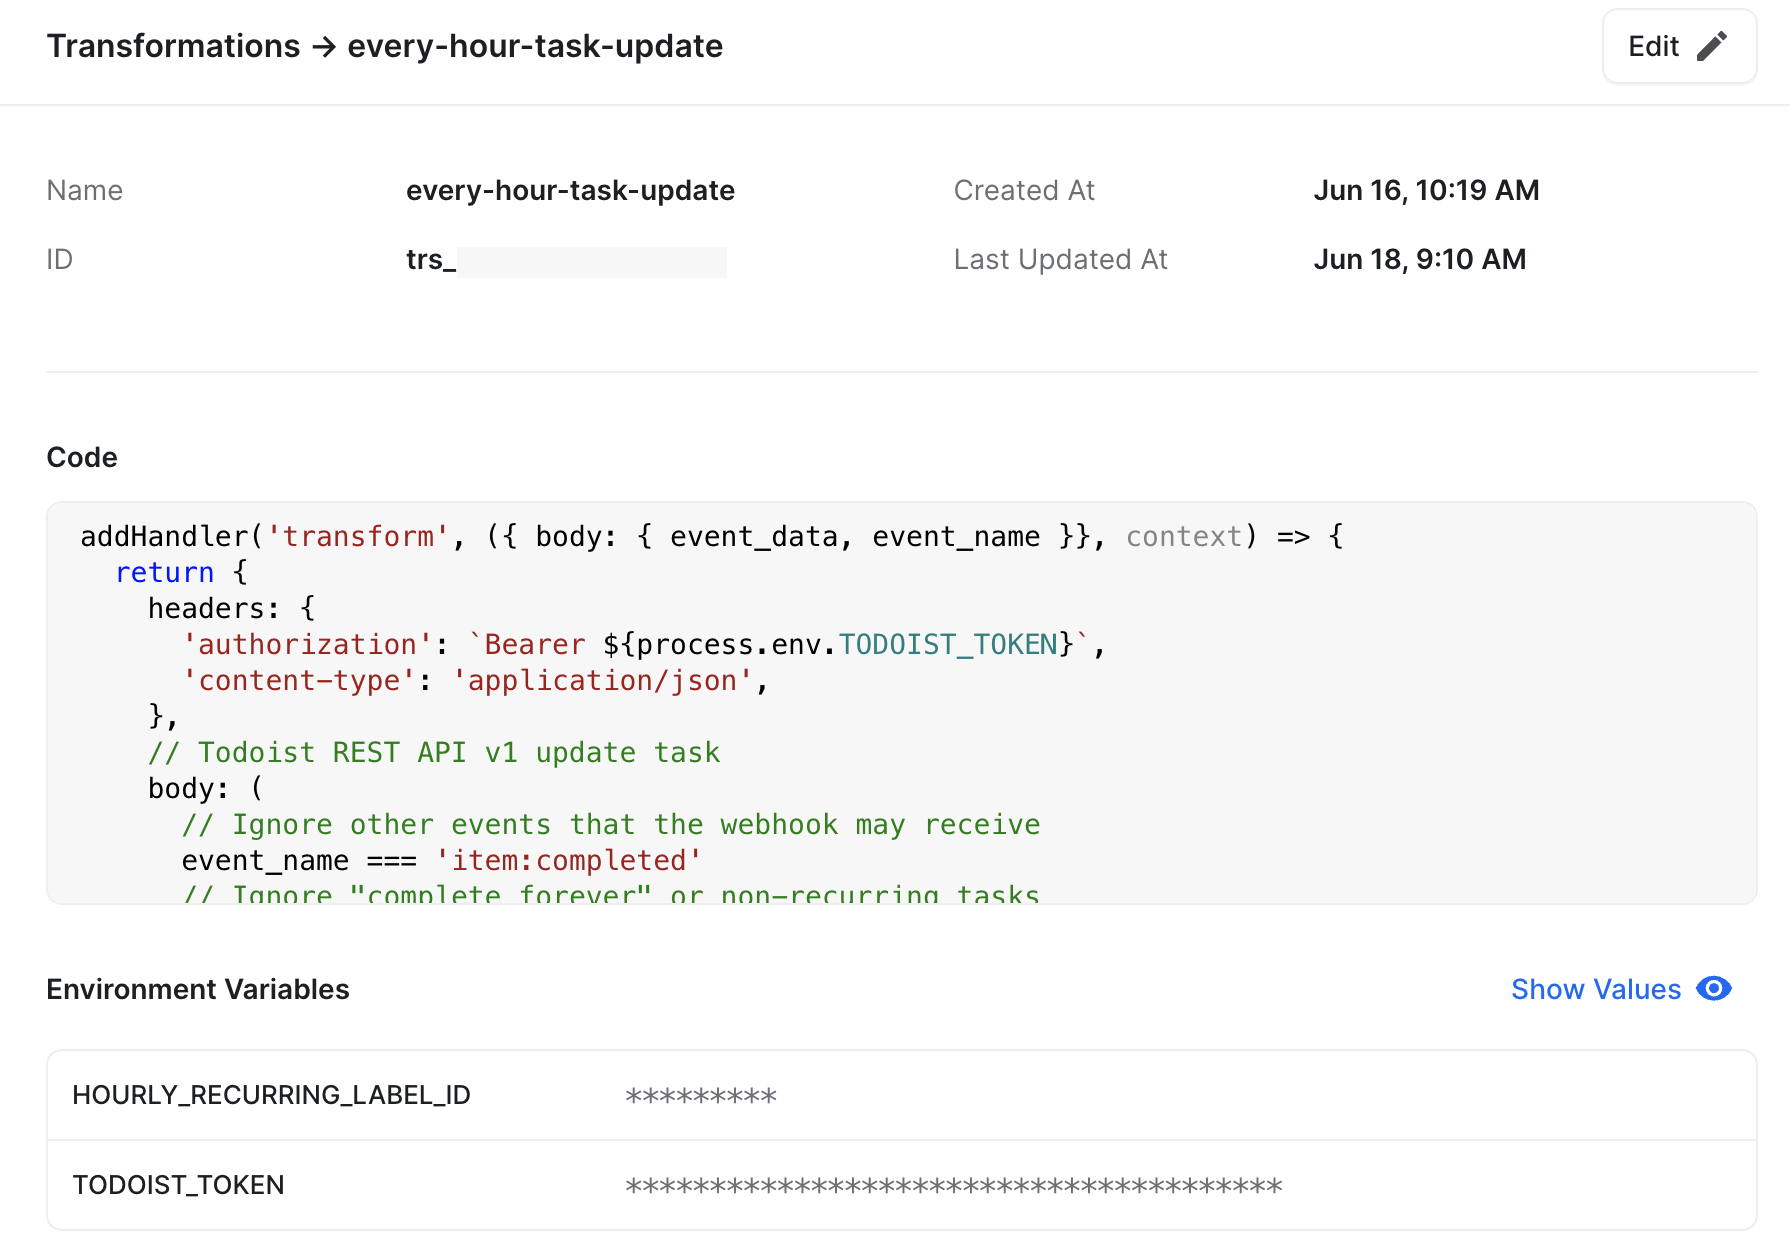 Transformations → every-hour-task-update
Edit
Name every-hour-task-update Created At Jun 16, 10:19 AM
ID trs_ Last Updated At Jun 18, 9:10 AM
Code
addHandler('transform', ({ body: { event_data, event_name }}, context) => {
  return {
    headers: {
      'authorization': `Bearer ${process.env.TODOIST_TOKEN}`,
      'content-type': 'application/json',
    },
    // Todoist REST API v1 update task
    body: (
      // Ignore other events that the webhook may receive
      event_name === 'item:completed'
      // Ignore "complete forever" or non-recurring tasks
Environment Variables
Show Values
HOURLY_RECURRING_LABEL_ID *********
TODOIST_TOKEN ***************************************